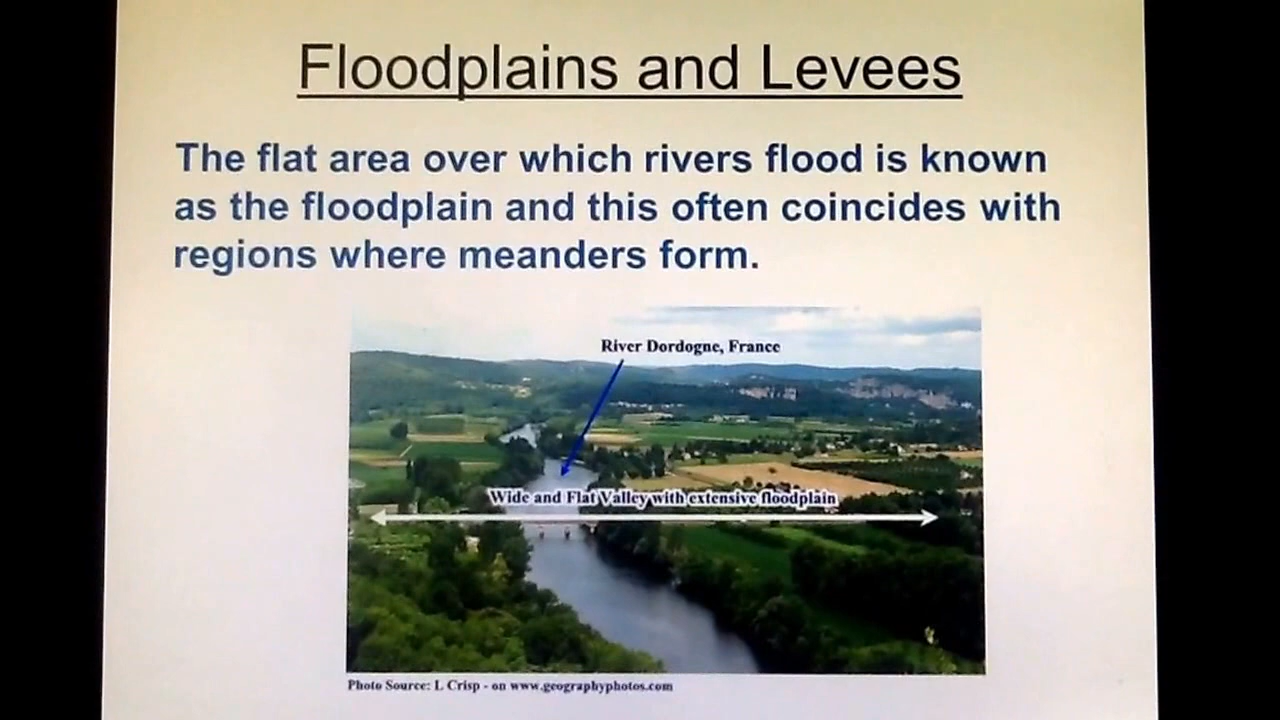 Floodplains and Levees
The flat area over which rivers flood is known
as the floodplain and this often coincides with
regions where meanders form.
River Dordogne, France
Wide and Flat Valley with extensive floodplain
Photo Source: L Crisp - on www.geographyphotos.com